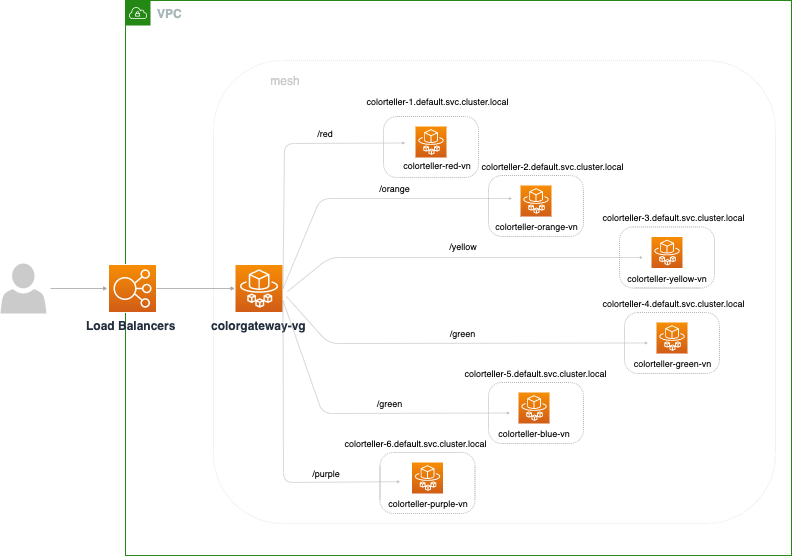 VPC
mesh
colorteller-1.default.svc.cluster.local
/red
colorteller-red-vn
colorteller-2.default.svc.cluster.local
/orange
colorteller-orange-vn
colorteller-3.default.svc.cluster.local
/yellow
colorteller-yellow-vn
Load Balancers
colorgateway-vg
colorteller-4.default.svc.cluster.local
/green
colorteller-green-vn
colorteller-5.default.svc.cluster.local
/green
colorteller-blue-vn
colorteller-6.default.svc.cluster.local
/purple
colorteller-purple-vn